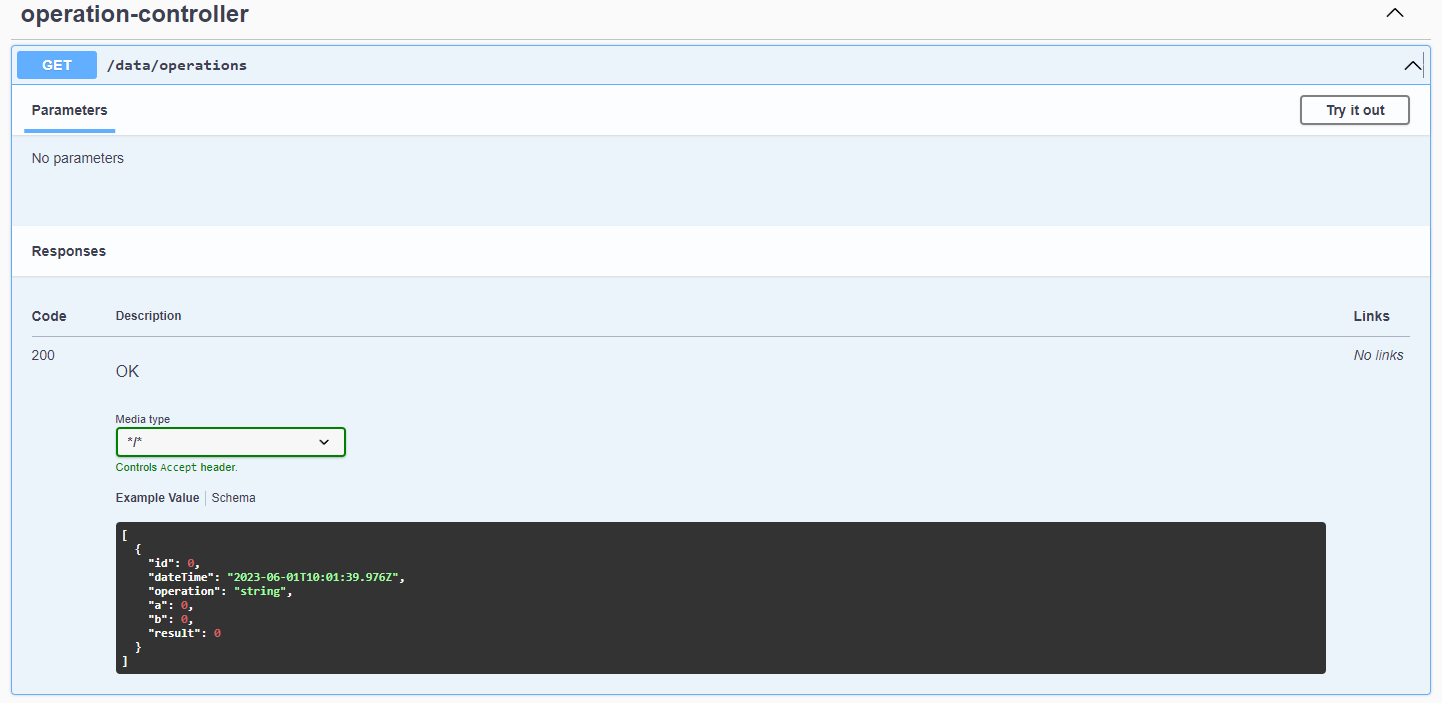 operation-controller
GET /data/operations
Parameters
Try it out
No parameters
Responses
Code Description Links
200 No links
OK
Media type
*/*
Controls Accept header.
Example Value Schema
[
  {
    "id": 0,
    "dateTime": "2023-06-01T10:01:39.976Z",
    "operation": "string",
    "a": 0,
    "b": 0,
    "result": 0
  }
]